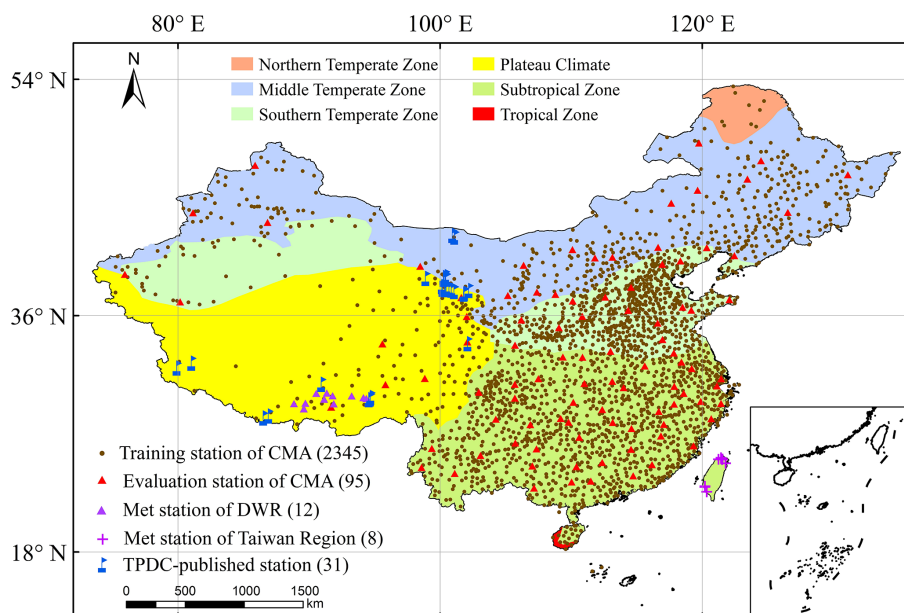 80° E 100° E 120° E
54° N
36° N
18° N
N
Northern Temperate Zone
Middle Temperate Zone
Southern Temperate Zone
Plateau Climate
Subtropical Zone
Tropical Zone
Training station of CMA (2345)
Evaluation station of CMA (95)
Met station of DWR (12)
Met station of Taiwan Region (8)
TPDC-published station (31)
0 500 1000 1500
km